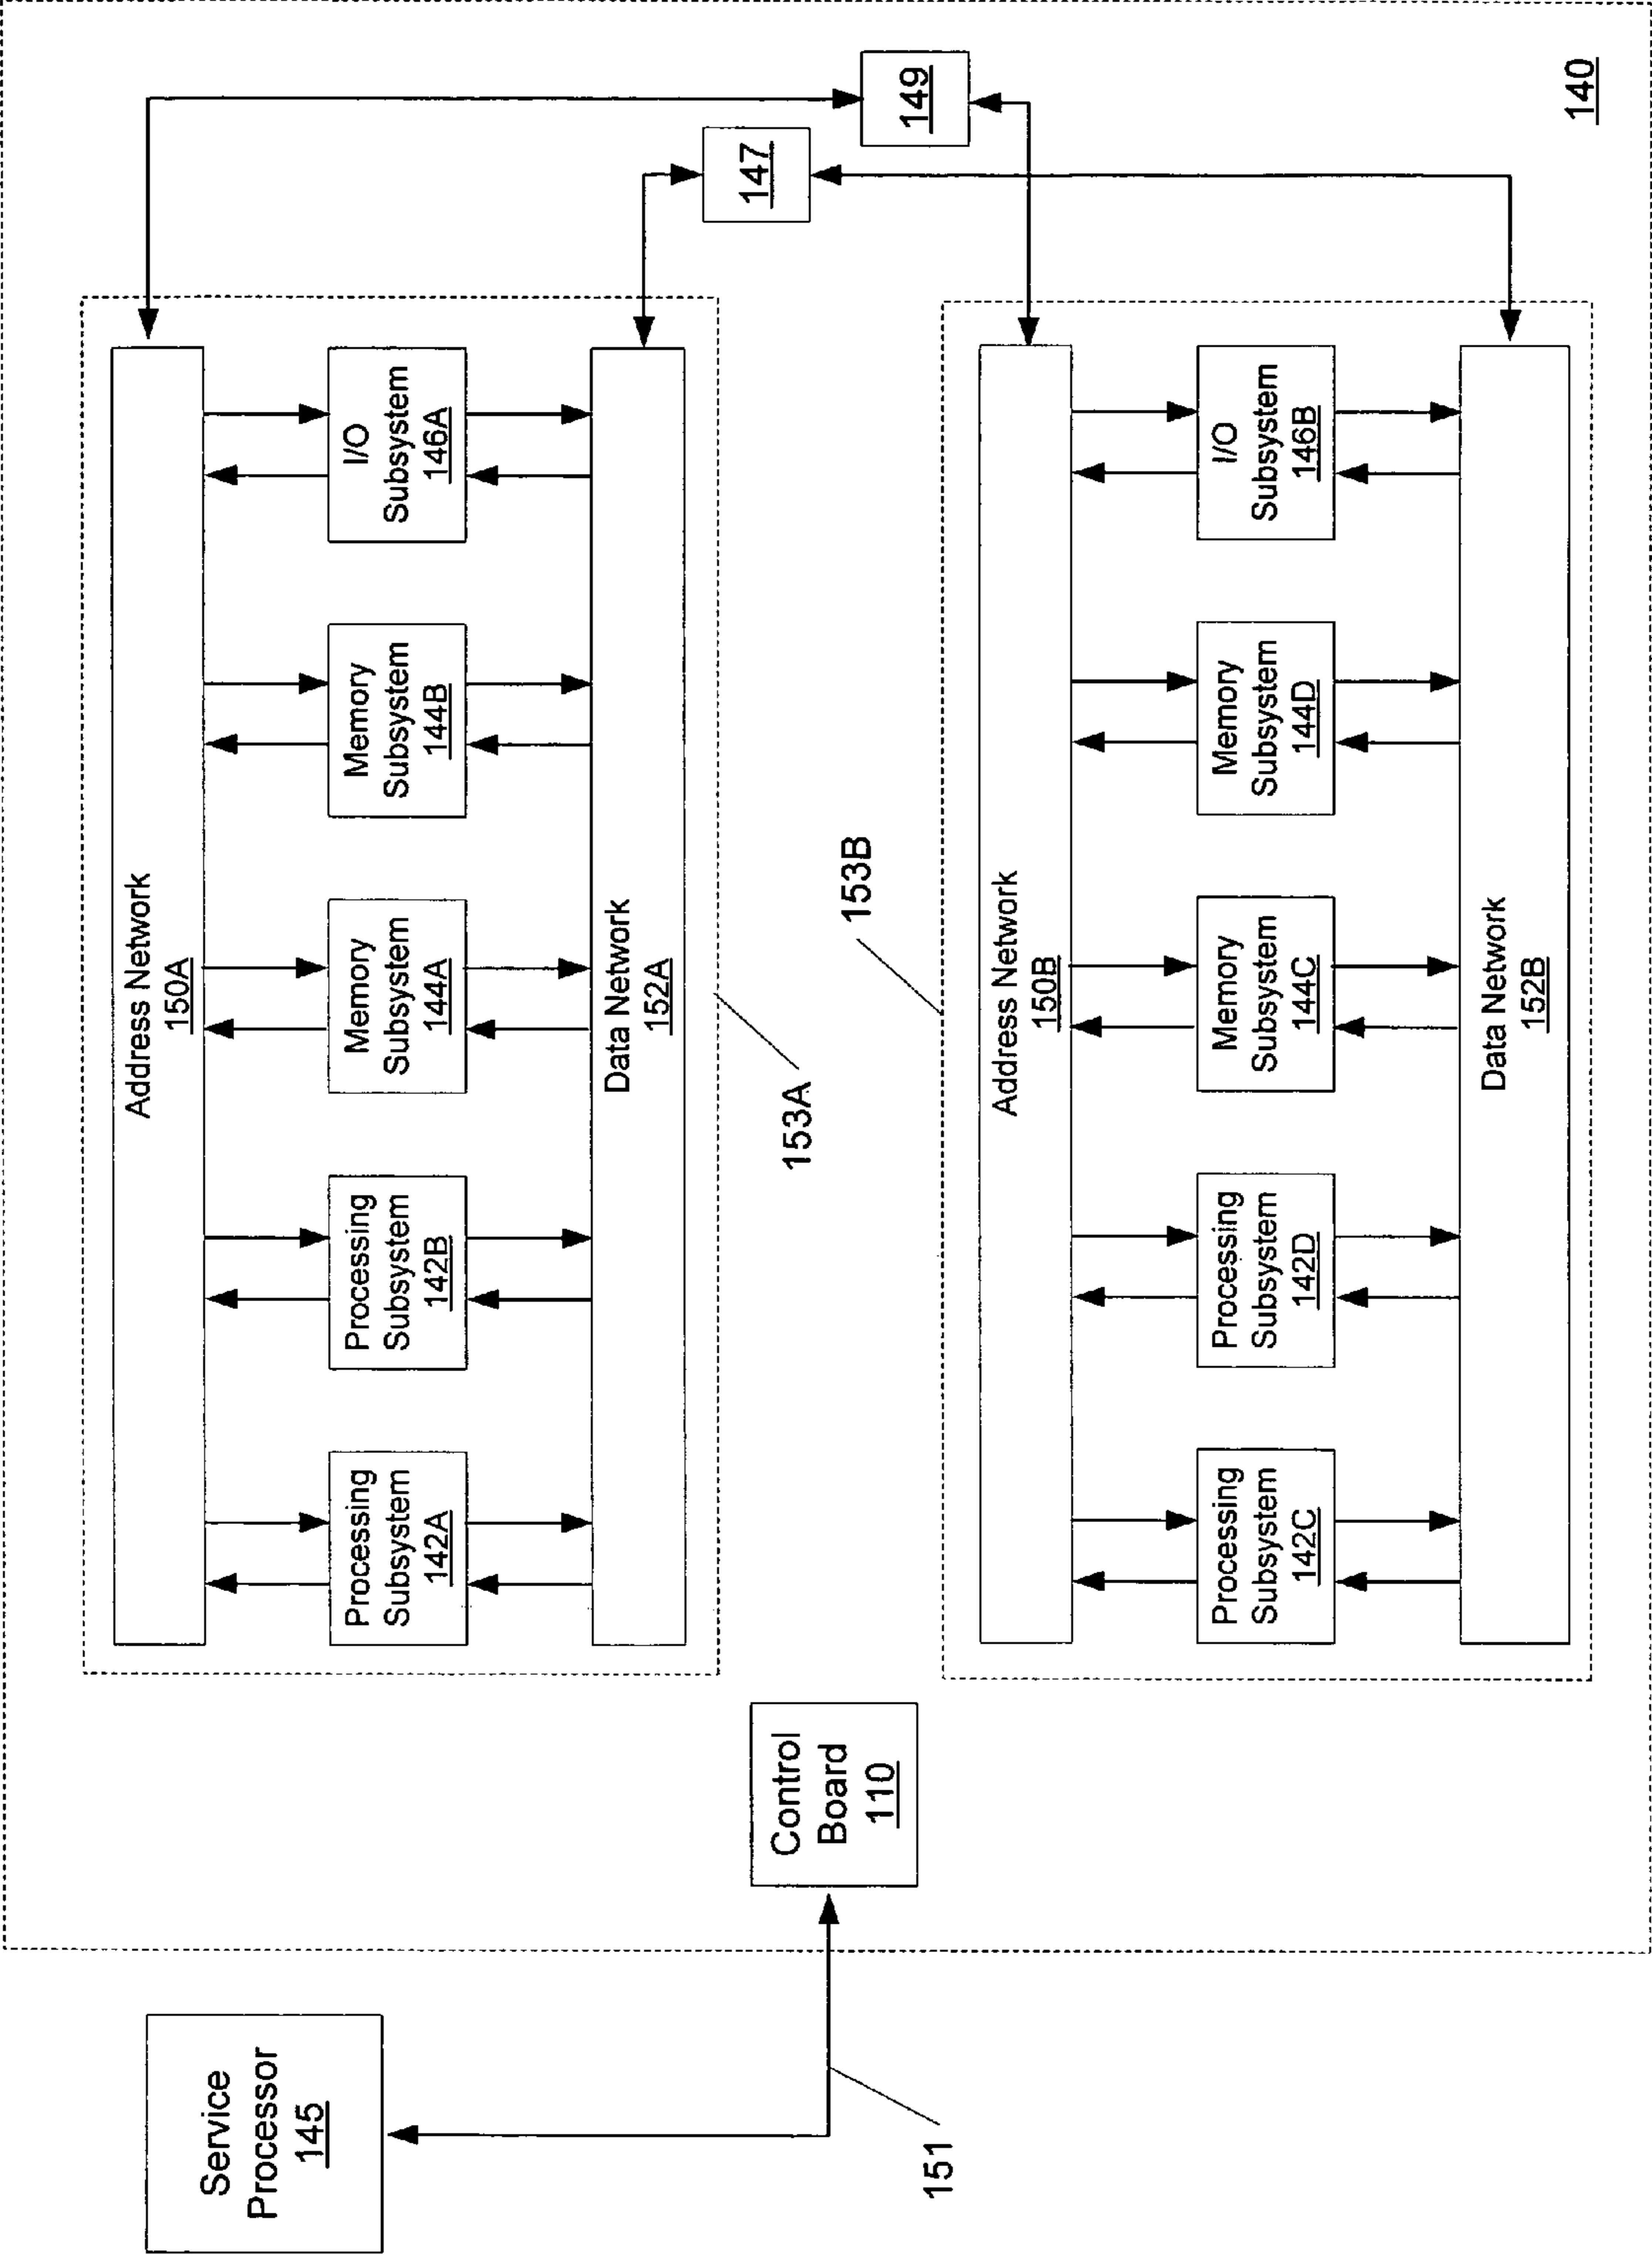 Service
Processor
145
151
Control
Board
110
140
Address Network
150A
Processing
Subsystem
142A
Processing
Subsystem
142B
Memory
Subsystem
144A
Memory
Subsystem
144B
I/O
Subsystem
146A
Data Network
152A
153A
153B
147
149
Address Network
150B
Processing
Subsystem
142C
Processing
Subsystem
142D
Memory
Subsystem
144C
Memory
Subsystem
144D
I/O
Subsystem
146B
Data Network
152B